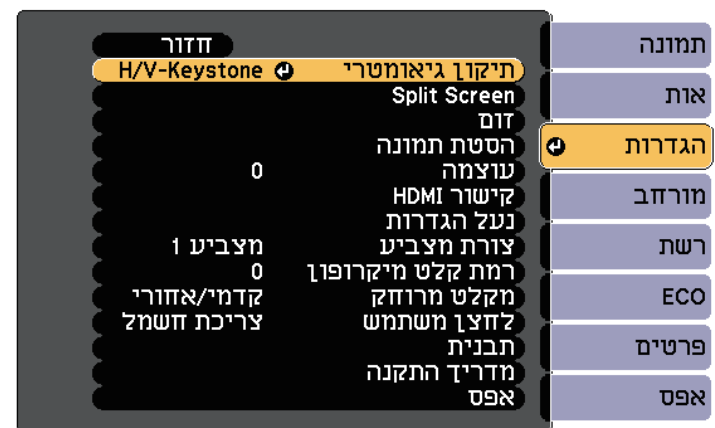 תמונה
אות
הגדרות
מורחב
רשת
ECO
פרטים
אפס
חזור
תיקון גיאומטרי H/V-Keystone
Split Screen
זום
הסטת תמונה
עוצמה 0
קישור HDMI
נעל הגדרות
צורת מצביע מצביע 1
רמת קלט מיקרופון 0
מקלט מרוחק קדמי/אחורי
לחצן משתמש צריכת חשמל
תבנית
מדריך התקנה
אפס